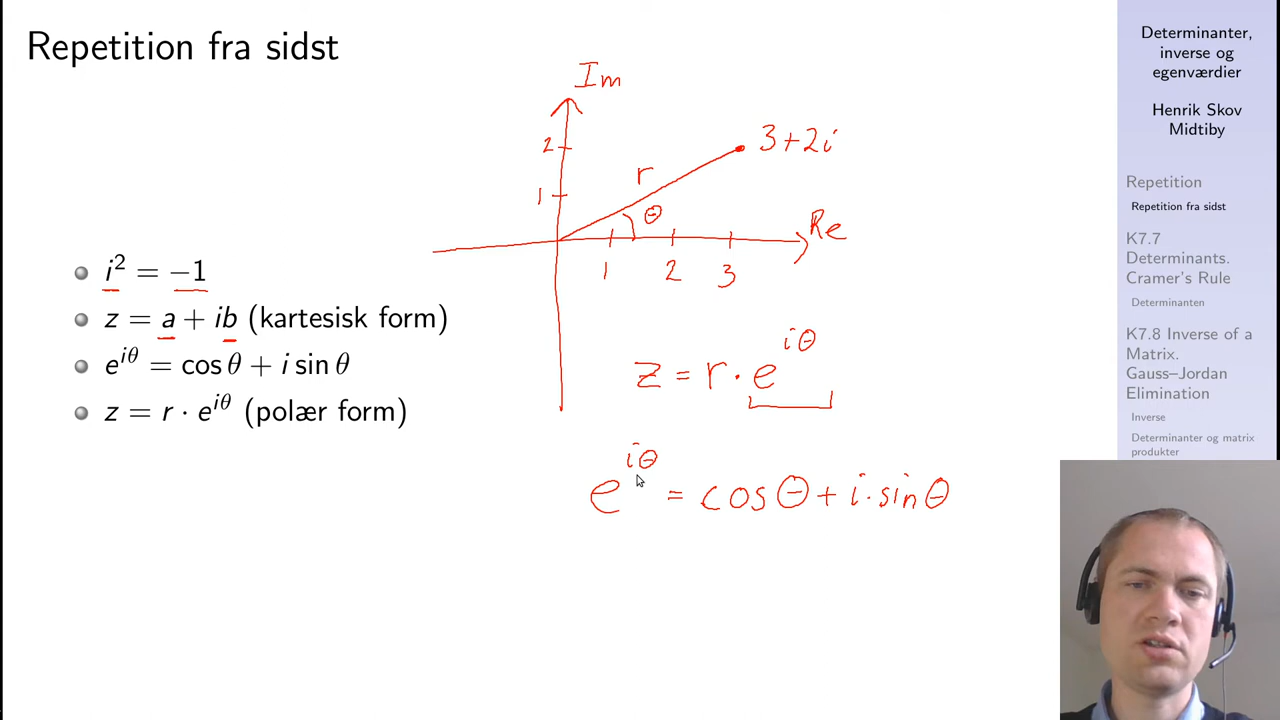 Repetition fra sidst
Im
2
3+2i
r
1
θ
Re
1 2 3
i² = −1
z = a + ib (kartesisk form)
e^{iθ} = cos θ + i sin θ
z = r · e^{iθ} (polær form)
z = r · e^{iθ}
e^{iθ} = cos θ + i · sin θ
Determinanter,
inverse og
egenværdier
Henrik Skov
Midtiby
Repetition
Repetition fra sidst
K7.7
Determinants.
Cramer's Rule
Determinanten
K7.8 Inverse of a
Matrix.
Gauss–Jordan
Elimination
Inverse
Determinanter og matrix
produkter